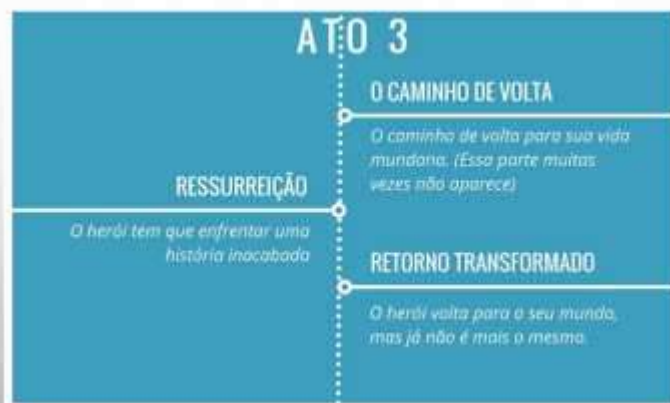 ATO 3
O CAMINHO DE VOLTA
O caminho de volta para sua vida
mundana. (Essa parte muitas
vezes não aparece)
RESSURREIÇÃO
O herói tem que enfrentar uma
história inacabada
RETORNO TRANSFORMADO
O herói volta para o seu mundo,
mas já não é mais o mesmo.